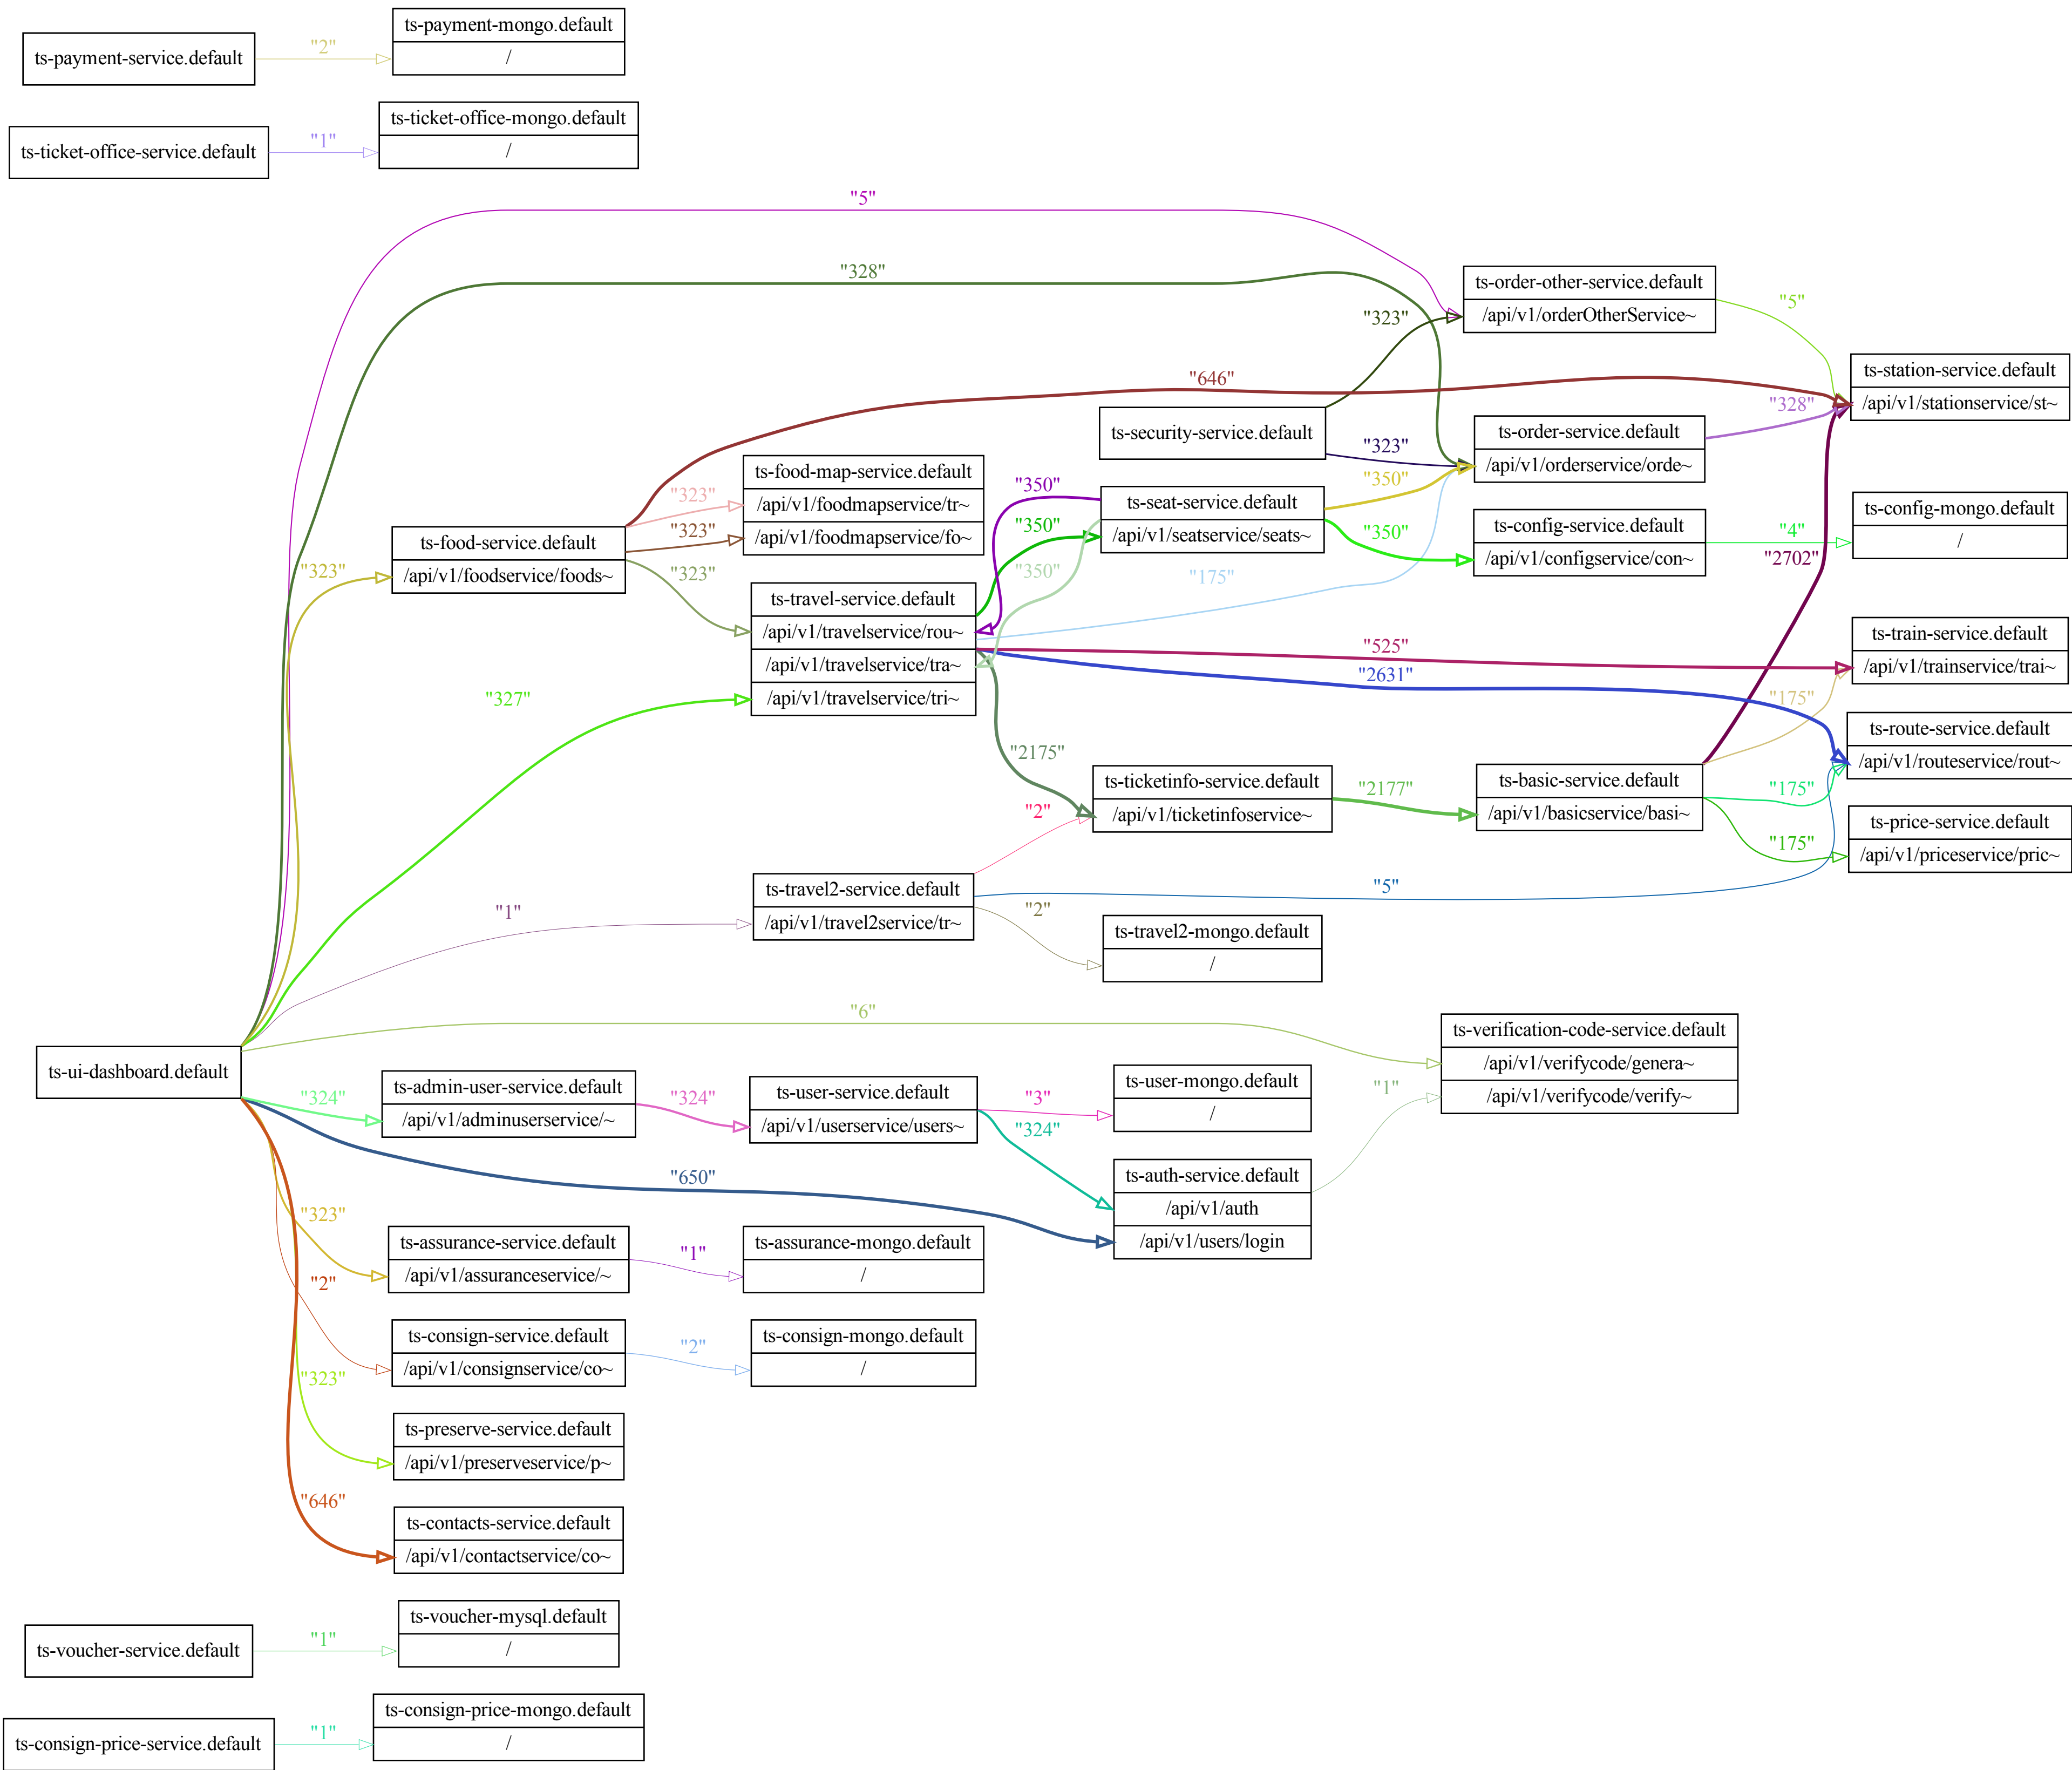 ts-payment-service.default
"2"
ts-payment-mongo.default
/
ts-ticket-office-service.default
"1"
ts-ticket-office-mongo.default
/
"5"
"328"
ts-order-other-service.default
/api/v1/orderOtherService~
"5"
"323"
ts-station-service.default
/api/v1/stationservice/st~
"646"
"328"
ts-security-service.default
"323"
ts-order-service.default
/api/v1/orderservice/orde~
ts-food-map-service.default
/api/v1/foodmapservice/tr~
/api/v1/foodmapservice/fo~
"323"
"323"
"350"
"350"
"350"
ts-seat-service.default
/api/v1/seatservice/seats~
"350"
"350"
ts-config-service.default
/api/v1/configservice/con~
"4"
ts-config-mongo.default
/
ts-food-service.default
/api/v1/foodservice/foods~
"323"
"323"
"175"
"2702"
ts-travel-service.default
/api/v1/travelservice/rou~
/api/v1/travelservice/tra~
/api/v1/travelservice/tri~
"327"
"525"
"2631"
ts-train-service.default
/api/v1/trainservice/trai~
"175"
"2175"
ts-route-service.default
/api/v1/routeservice/rout~
ts-ticketinfo-service.default
/api/v1/ticketinfoservice~
"2177"
ts-basic-service.default
/api/v1/basicservice/basi~
"175"
"175"
ts-price-service.default
/api/v1/priceservice/pric~
"2"
ts-travel2-service.default
/api/v1/travel2service/tr~
"1"
"5"
"2"
ts-travel2-mongo.default
/
ts-ui-dashboard.default
"6"
ts-verification-code-service.default
/api/v1/verifycode/genera~
/api/v1/verifycode/verify~
"324"
ts-admin-user-service.default
/api/v1/adminuserservice/~
"324"
ts-user-service.default
/api/v1/userservice/users~
"3"
ts-user-mongo.default
/
"324"
"1"
"650"
ts-auth-service.default
/api/v1/auth
/api/v1/users/login
"323"
ts-assurance-service.default
/api/v1/assuranceservice/~
"1"
ts-assurance-mongo.default
/
"2"
ts-consign-service.default
/api/v1/consignservice/co~
"2"
ts-consign-mongo.default
/
"323"
ts-preserve-service.default
/api/v1/preserveservice/p~
"646"
ts-contacts-service.default
/api/v1/contactservice/co~
ts-voucher-service.default
"1"
ts-voucher-mysql.default
/
ts-consign-price-service.default
"1"
ts-consign-price-mongo.default
/